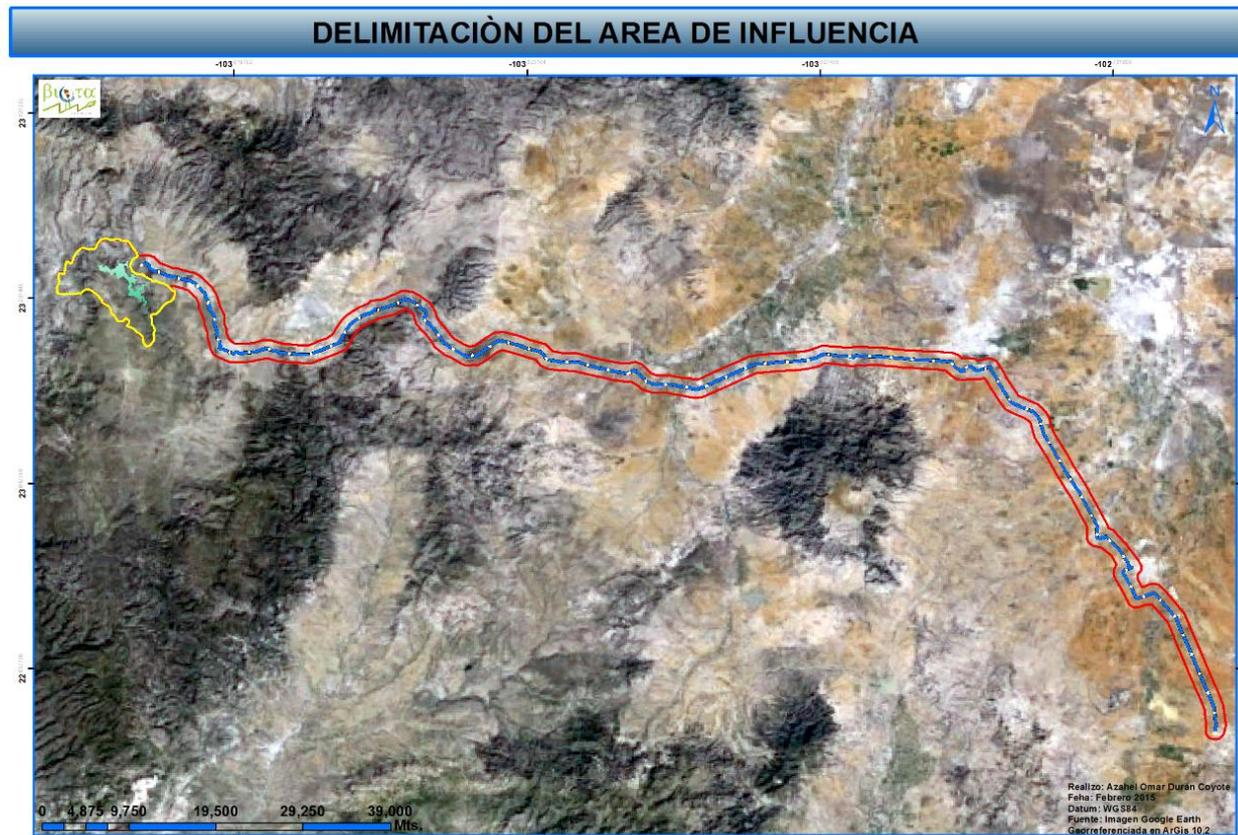 DELIMITACIÒN DEL AREA DE INFLUENCIA
-103 -103 -103 -102
βιοτα
N
23
23
23
22
0 4,875 9,750 19,500 29,250 39,000
Mts.
Realizo: Azahel Omar Durán Coyote
Feha: Febrero 2015
Datum: WGS84
Fuente: Imagen Google Earth
Georreferenciada en ArGis 10.2